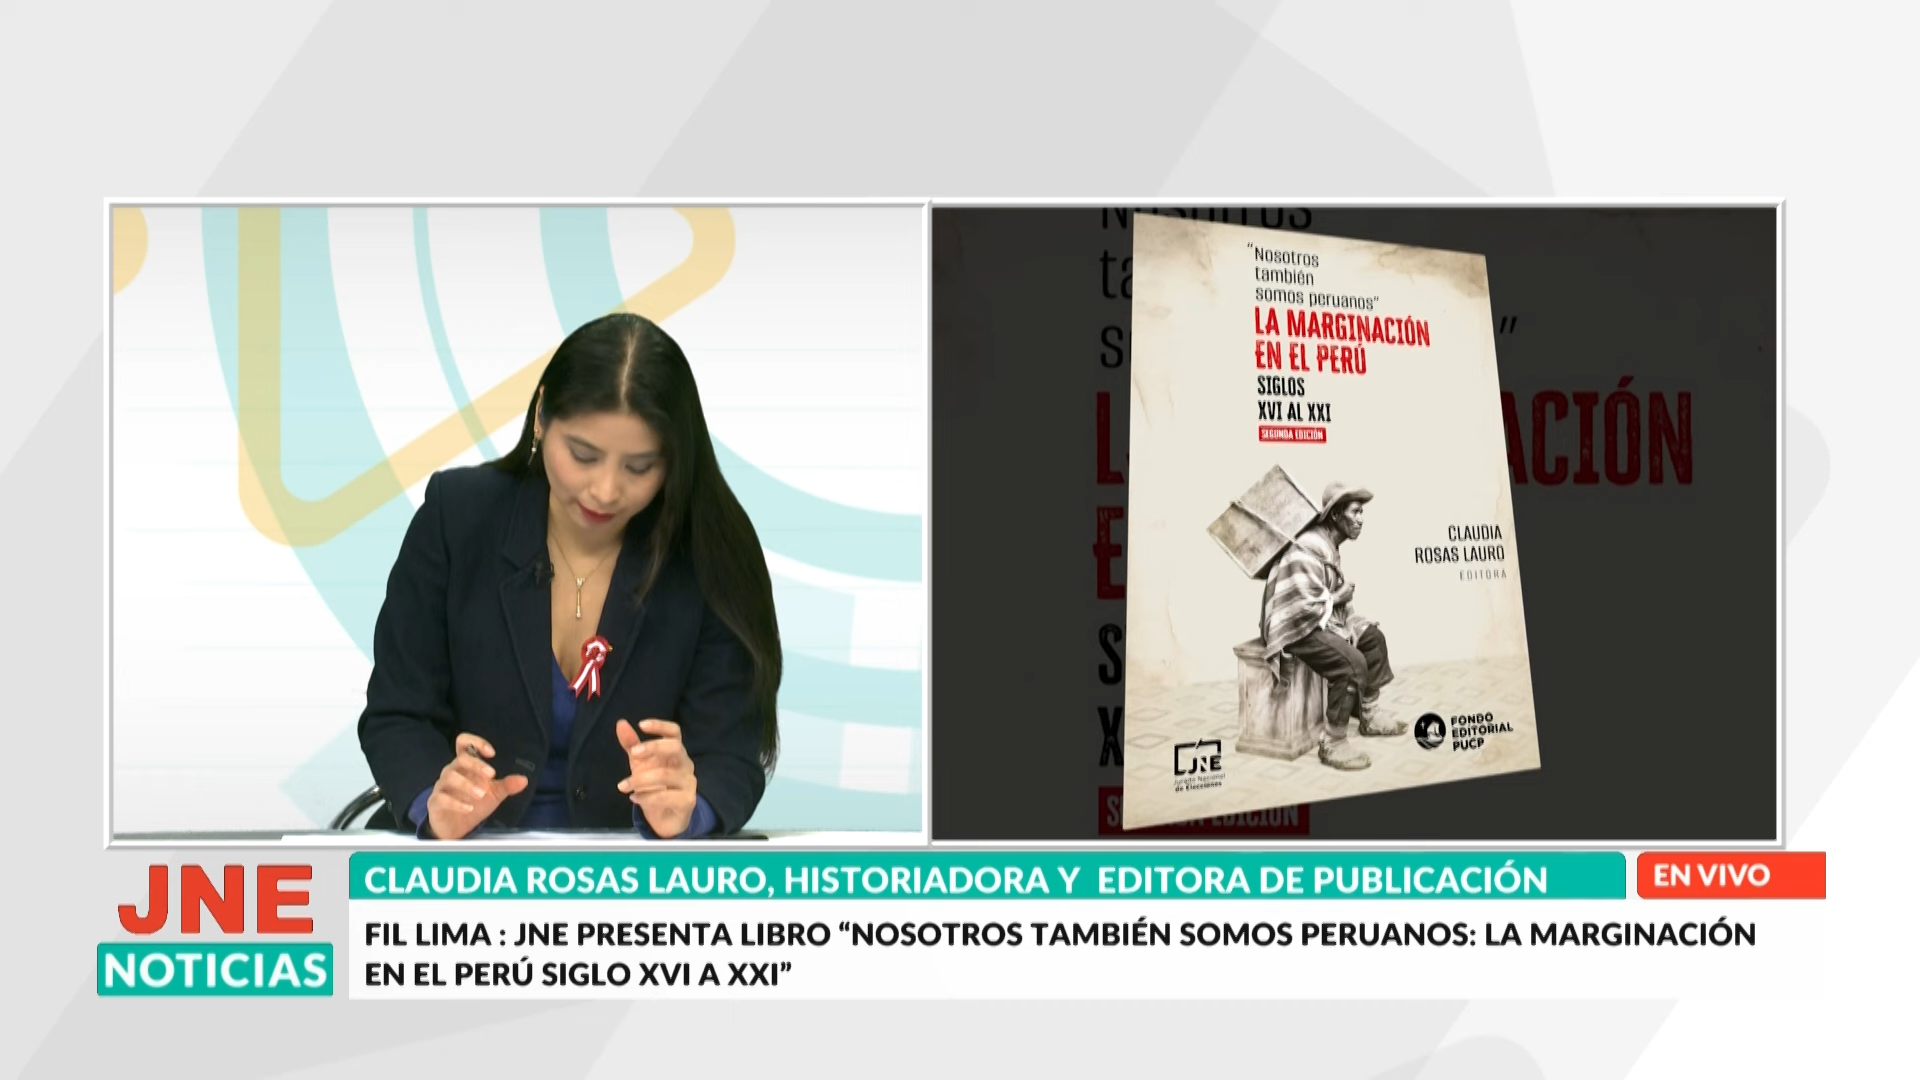 Nosotros
"Nosotros
también
somos peruanos"
LA MARGINACIÓN
EN EL PERÚ
SIGLOS
XVI AL XXI
SEGUNDA EDICIÓN
CLAUDIA
ROSAS LAURO
EDITORA
JNE
Jurado Nacional
de Elecciones
FONDO
EDITORIAL
PUCP
ACIÓN
JNE
NOTICIAS
CLAUDIA ROSAS LAURO, HISTORIADORA Y EDITORA DE PUBLICACIÓN
EN VIVO
FIL LIMA : JNE PRESENTA LIBRO “NOSOTROS TAMBIÉN SOMOS PERUANOS: LA MARGINACIÓN
EN EL PERÚ SIGLO XVI A XXI”